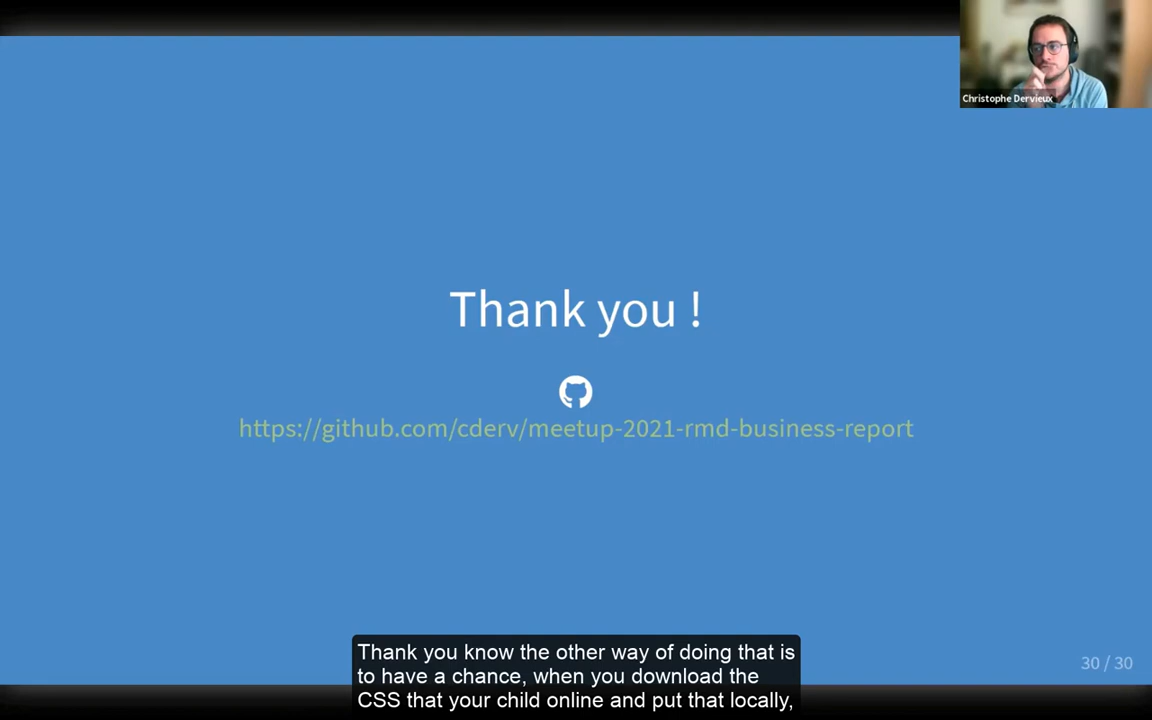 Christophe Dervieux
Thank you !
https://github.com/cderv/meetup-2021-rmd-business-report
Thank you know the other way of doing that is
to have a chance, when you download the
CSS that your child online and put that locally,
30 / 30